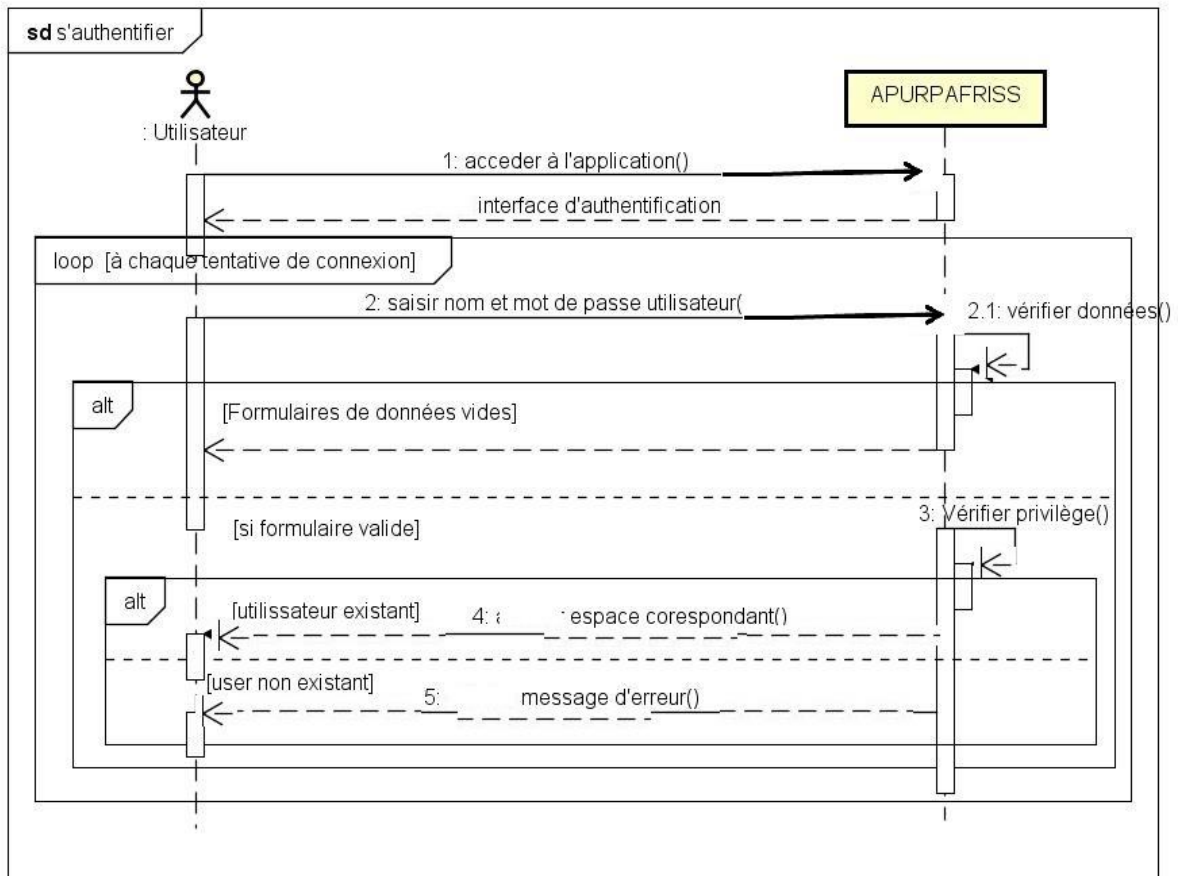 sd s'authentifier
APURPAFRISS
: Utilisateur
1: acceder à l'application()
interface d'authentification
loop [à chaque tentative de connexion]
2: saisir nom et mot de passe utilisateur(
2.1: vérifier données()
alt
[Formulaires de données vides]
3: Vérifier privilège()
[si formulaire valide]
alt
[utilissateur existant]
4: espace corespondant()
[user non existant]
5: message d'erreur()